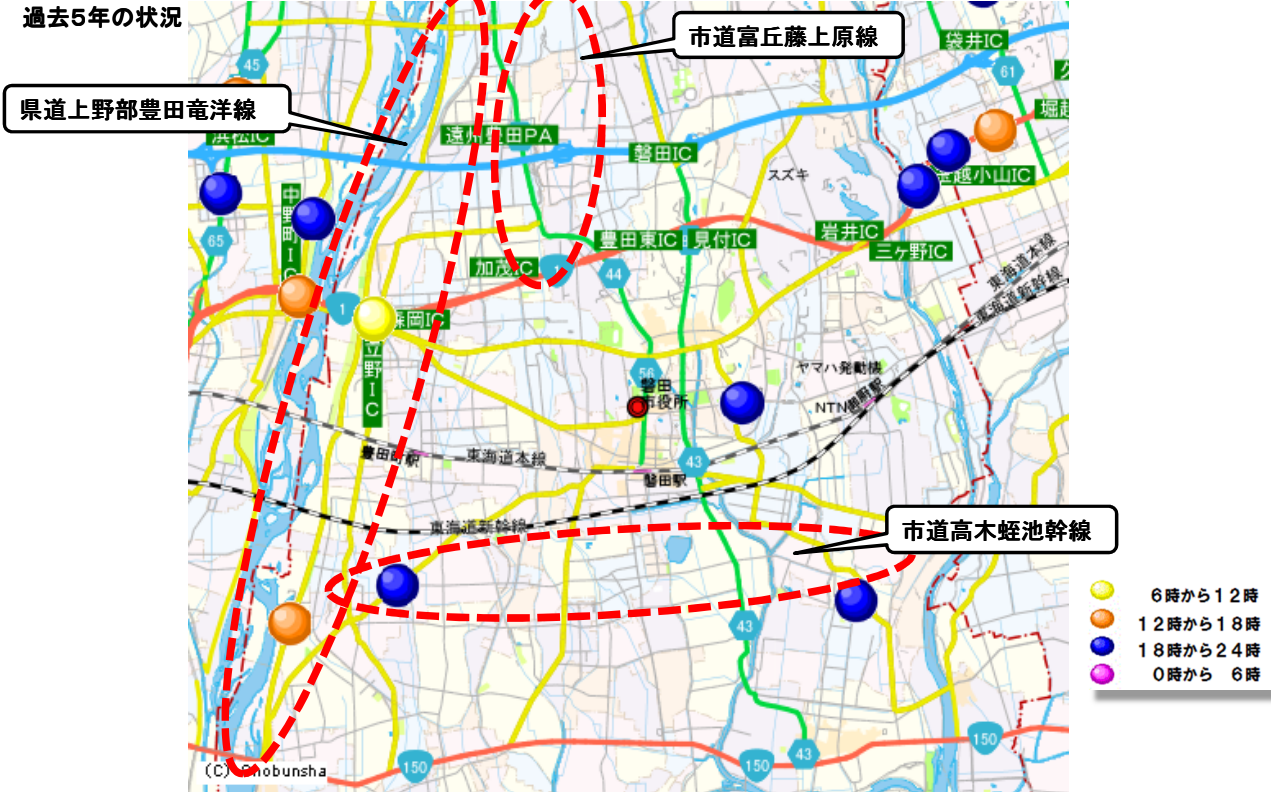 過去5年の状況
市道富丘藤上原線
袋井IC
45
61
県道上野部豊田竜洋線
浜松IC
遠州豊田PA
磐田IC
スズキ
小山IC
中野町IC
65
豊田東IC
見付IC
岩井IC
三ケ野IC
加茂IC
1
44
東海道本線
東海道新幹線
1
森岡IC
立野IC
56
磐田
市役所
ヤマハ発動機
NTN
御厨駅
豊田町駅
東海道本線
43
磐田駅
東海道新幹線
市道高木蛭池幹線
43
6時から12時
12時から18時
18時から24時
0時から 6時
150
150
43
150
(C) Shobunsha